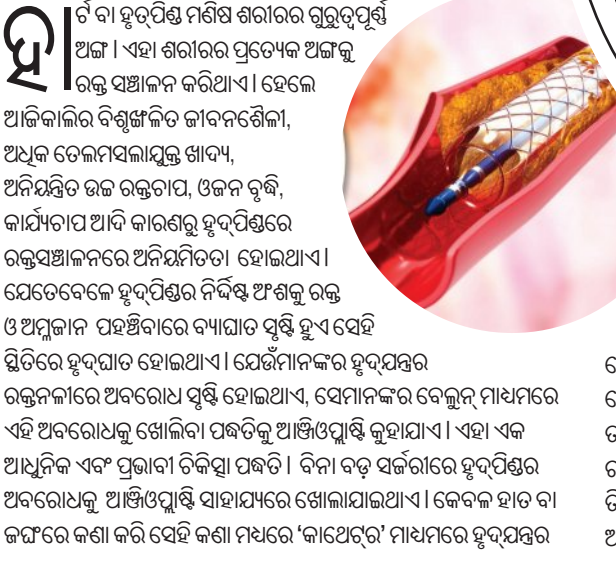 ହାର୍ଟ ବା ହୃତ୍‌ପିଣ୍ଡ ମଣିଷ ଶରୀରର ଗୁରୁତ୍ୱପୂର୍ଣ୍ଣ
ଅଙ୍ଗ । ଏହା ଶରୀରର ପ୍ରତ୍ୟେକ ଅଙ୍ଗକୁ
ରକ୍ତ ସଞ୍ଚାଳନ କରିଥାଏ । ହେଲେ
ଆଜିକାଲିର ବିଶୃଙ୍ଖଳିତ ଜୀବନଶୈଳୀ,
ଅଧିକ ତେଲମସଲାଯୁକ୍ତ ଖାଦ୍ୟ,
ଅନିୟନ୍ତ୍ରିତ ଉଚ୍ଚ ରକ୍ତଚାପ, ଓଜନ ବୃଦ୍ଧି,
କାର୍ଯ୍ୟଚାପ ଆଦି କାରଣରୁ ହୃଦ୍‌ପିଣ୍ଡରେ
ରକ୍ତସଞ୍ଚାଳନରେ ଅନିୟମିତତା ହୋଇଥାଏ ।
ଯେତେବେଳେ ହୃଦ୍‌ପିଣ୍ଡର ନିର୍ଦ୍ଦିଷ୍ଟ ଅଂଶକୁ ରକ୍ତ
ଓ ଅମ୍ଳଜାନ ପହଞ୍ଚିବାରେ ବ୍ୟାଘାତ ସୃଷ୍ଟି ହୁଏ ସେହି
ସ୍ଥିତିରେ ହୃଦ୍‌ଘାତ ହୋଇଥାଏ । ଯେଉଁମାନଙ୍କର ହୃଦ୍‌ଯନ୍ତ୍ରର
ରକ୍ତନଳୀରେ ଅବରୋଧ ସୃଷ୍ଟି ହୋଇଥାଏ, ସେମାନଙ୍କର ବେଲୁନ୍ ମାଧ୍ୟମରେ
ଏହି ଅବରୋଧକୁ ଖୋଲିବା ପଦ୍ଧତିକୁ ଆଞ୍ଜିଓପ୍ଲାଷ୍ଟି କୁହାଯାଏ । ଏହା ଏକ
ଆଧୁନିକ ଏବଂ ପ୍ରଭାବୀ ଚିକିତ୍ସା ପଦ୍ଧତି । ବିନା ବଡ଼ ସର୍ଜରୀରେ ହୃଦ୍‌ପିଣ୍ଡର
ଅବରୋଧକୁ ଆଞ୍ଜିଓପ୍ଲାଷ୍ଟି ସାହାଯ୍ୟରେ ଖୋଲାଯାଇଥାଏ । କେବଳ ହାତ ବା
ଜଙ୍ଘରେ କଣା କରି ସେହି କଣା ମଧ୍ୟରେ ‘କାଥେଟ୍‌ର’ ମାଧ୍ୟମରେ ହୃଦ୍‌ଯନ୍ତ୍ରର